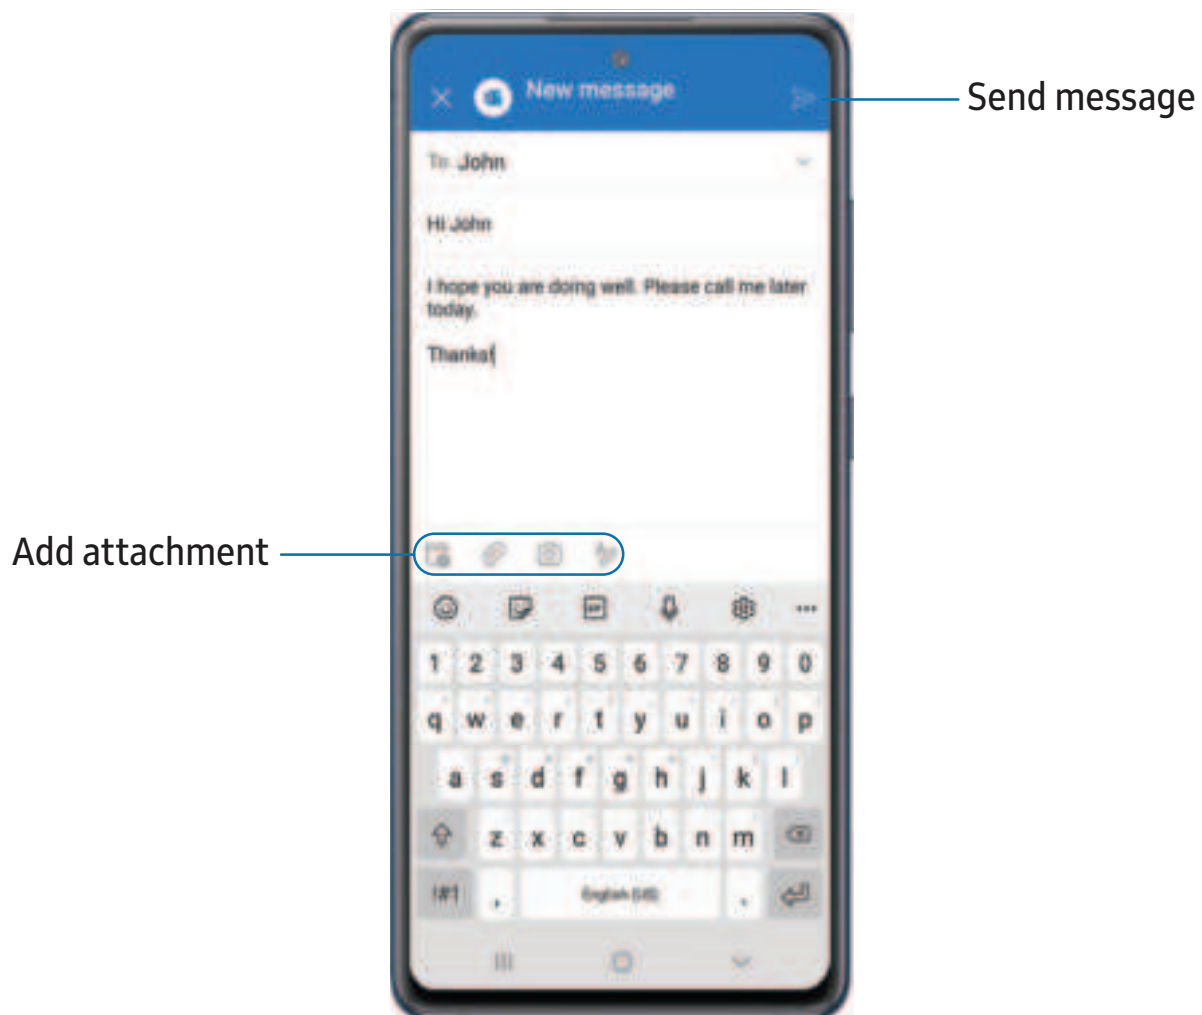 New message
Send message
To: John
Hi John
I hope you are doing well. Please call me later
today.
Thanks!
Add attachment
GIF
1 2 3 4 5 6 7 8 9 0
q w e r t y u i o p
a s d f g h j k l
z x c v b n m
!#1 , English (US) .